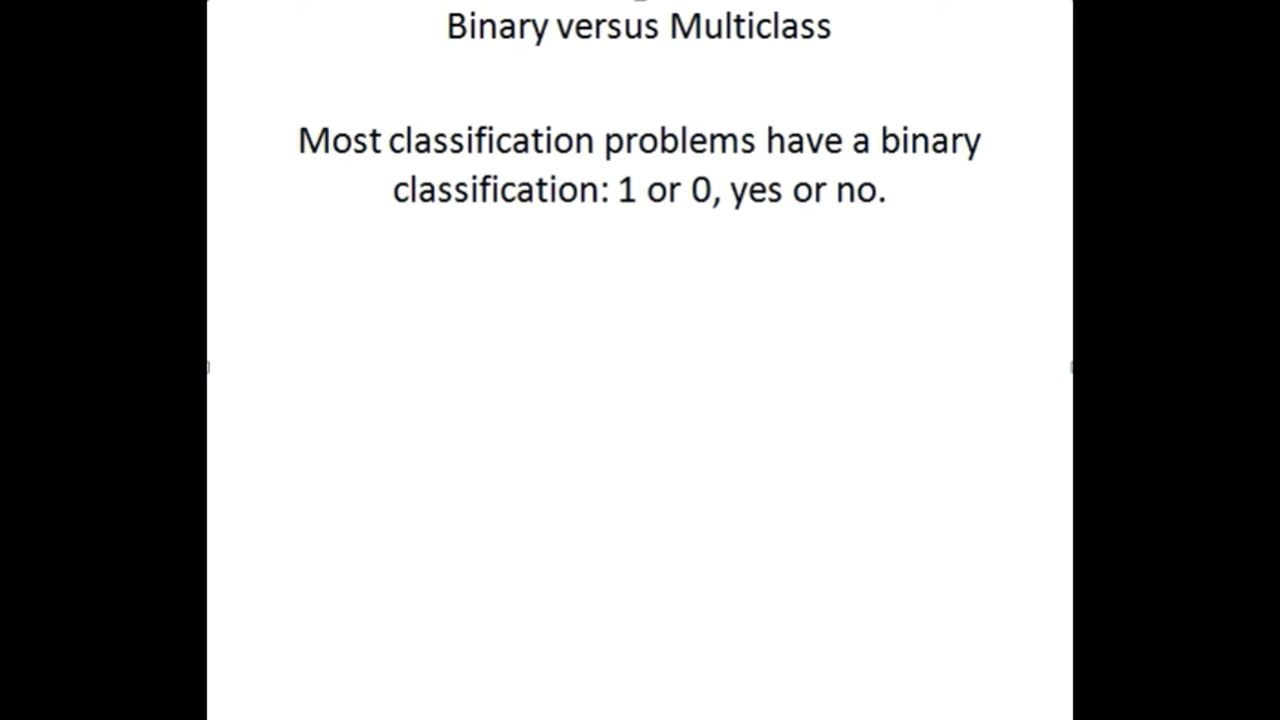 Binary versus Multiclass
Most classification problems have a binary
classification: 1 or 0, yes or no.